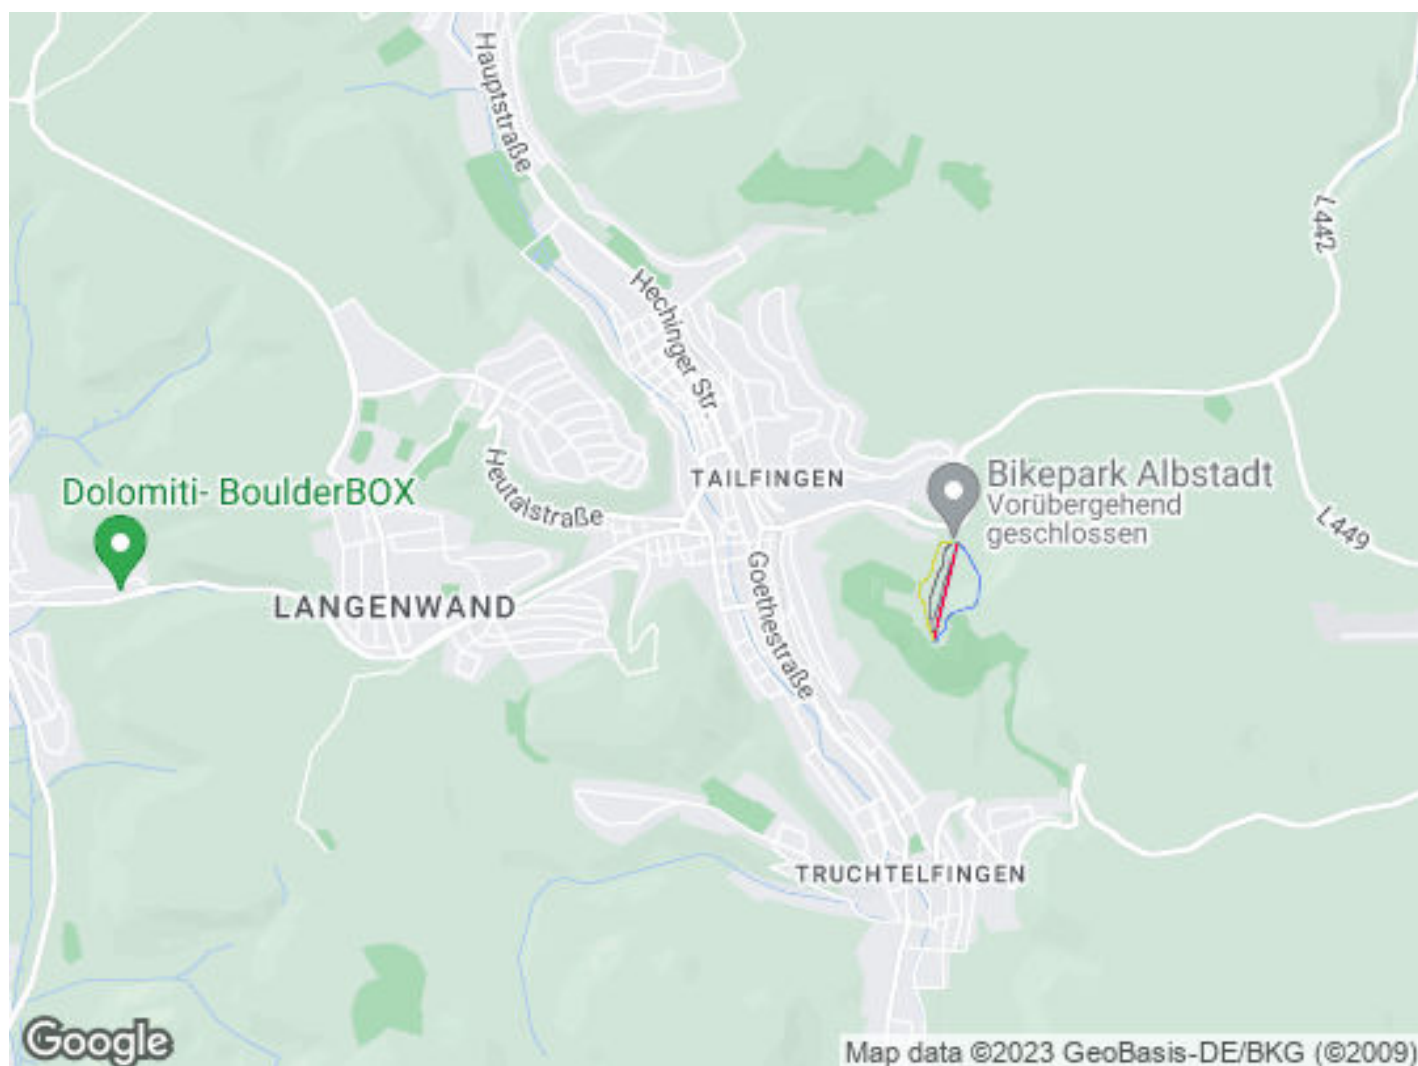 Hauptstraße
L442
Hechinger Str.
TAILFINGEN
Bikepark Albstadt
Vorübergehend
geschlossen
Dolomiti- BoulderBOX
Heutalstraße
L449
Goethestraße
LANGENWAND
TRUCHTELFINGEN
Google
Map data ©2023 GeoBasis-DE/BKG (©2009)